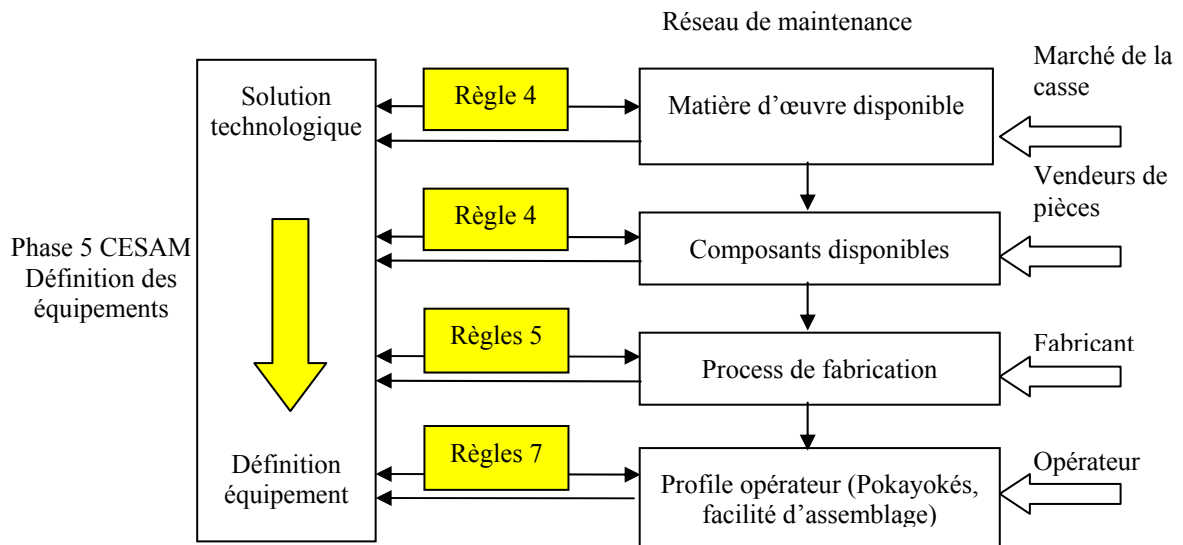 Réseau de maintenance
Marché de la
casse
Solution
technologique
Règle 4
Matière d’œuvre disponible
Vendeurs de
pièces
Règle 4
Composants disponibles
Phase 5 CESAM
Définition des
équipements
Règles 5
Process de fabrication
Fabricant
Définition
équipement
Règles 7
Profile opérateur (Pokayokés,
facilité d’assemblage)
Opérateur